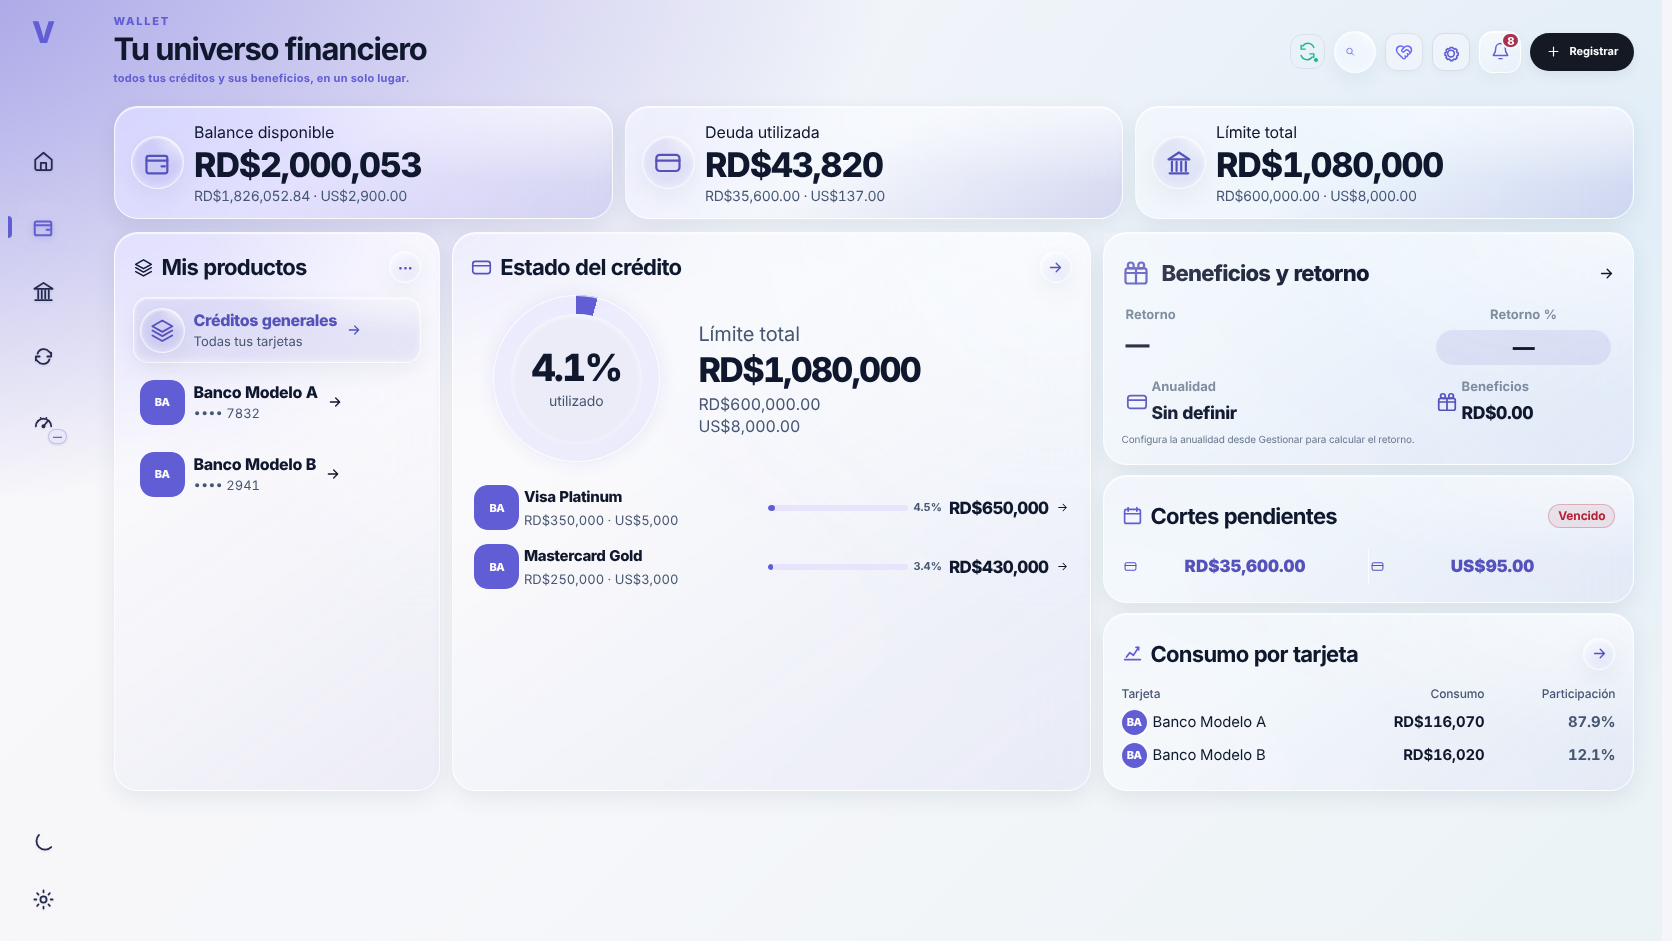 V
WALLET
Tu universo financiero
todos tus créditos y sus beneficios, en un solo lugar.
8
Registrar
Balance disponible
RD$2,000,053
RD$1,826,052.84 · US$2,900.00
Deuda utilizada
RD$43,820
RD$35,600.00 · US$137.00
Límite total
RD$1,080,000
RD$600,000.00 · US$8,000.00
Mis productos
Créditos generales
Todas tus tarjetas
BA
Banco Modelo A
•••• 7832
BA
Banco Modelo B
•••• 2941
Estado del crédito
4.1%
utilizado
Límite total
RD$1,080,000
RD$600,000.00
US$8,000.00
BA
Visa Platinum
RD$350,000 · US$5,000
4.5%
RD$650,000
BA
Mastercard Gold
RD$250,000 · US$3,000
3.4%
RD$430,000
Beneficios y retorno
Retorno
—
Retorno %
—
Anualidad
Sin definir
Beneficios
RD$0.00
Configura la anualidad desde Gestionar para calcular el retorno.
Cortes pendientes
Vencido
RD$35,600.00
US$95.00
Consumo por tarjeta
Tarjeta Consumo Participación
BA Banco Modelo A RD$116,070 87.9%
BA Banco Modelo B RD$16,020 12.1%